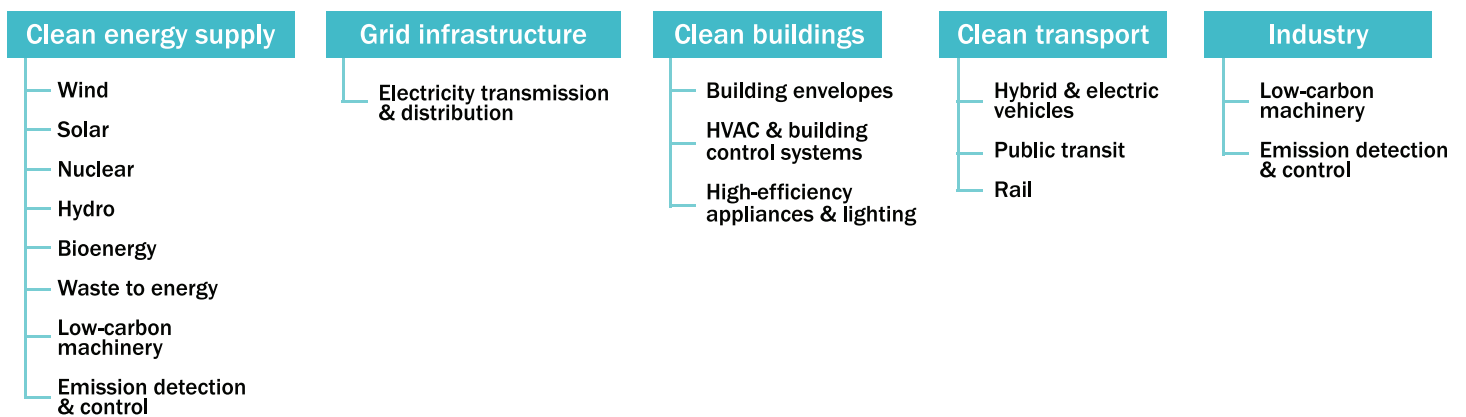 Clean energy supply
Wind
Solar
Nuclear
Hydro
Bioenergy
Waste to energy
Low-carbon
machinery
Emission detection
& control
Grid infrastructure
Electricity transmission
& distribution
Clean buildings
Building envelopes
HVAC & building
control systems
High-efficiency
appliances & lighting
Clean transport
Hybrid & electric
vehicles
Public transit
Rail
Industry
Low-carbon
machinery
Emission detection
& control